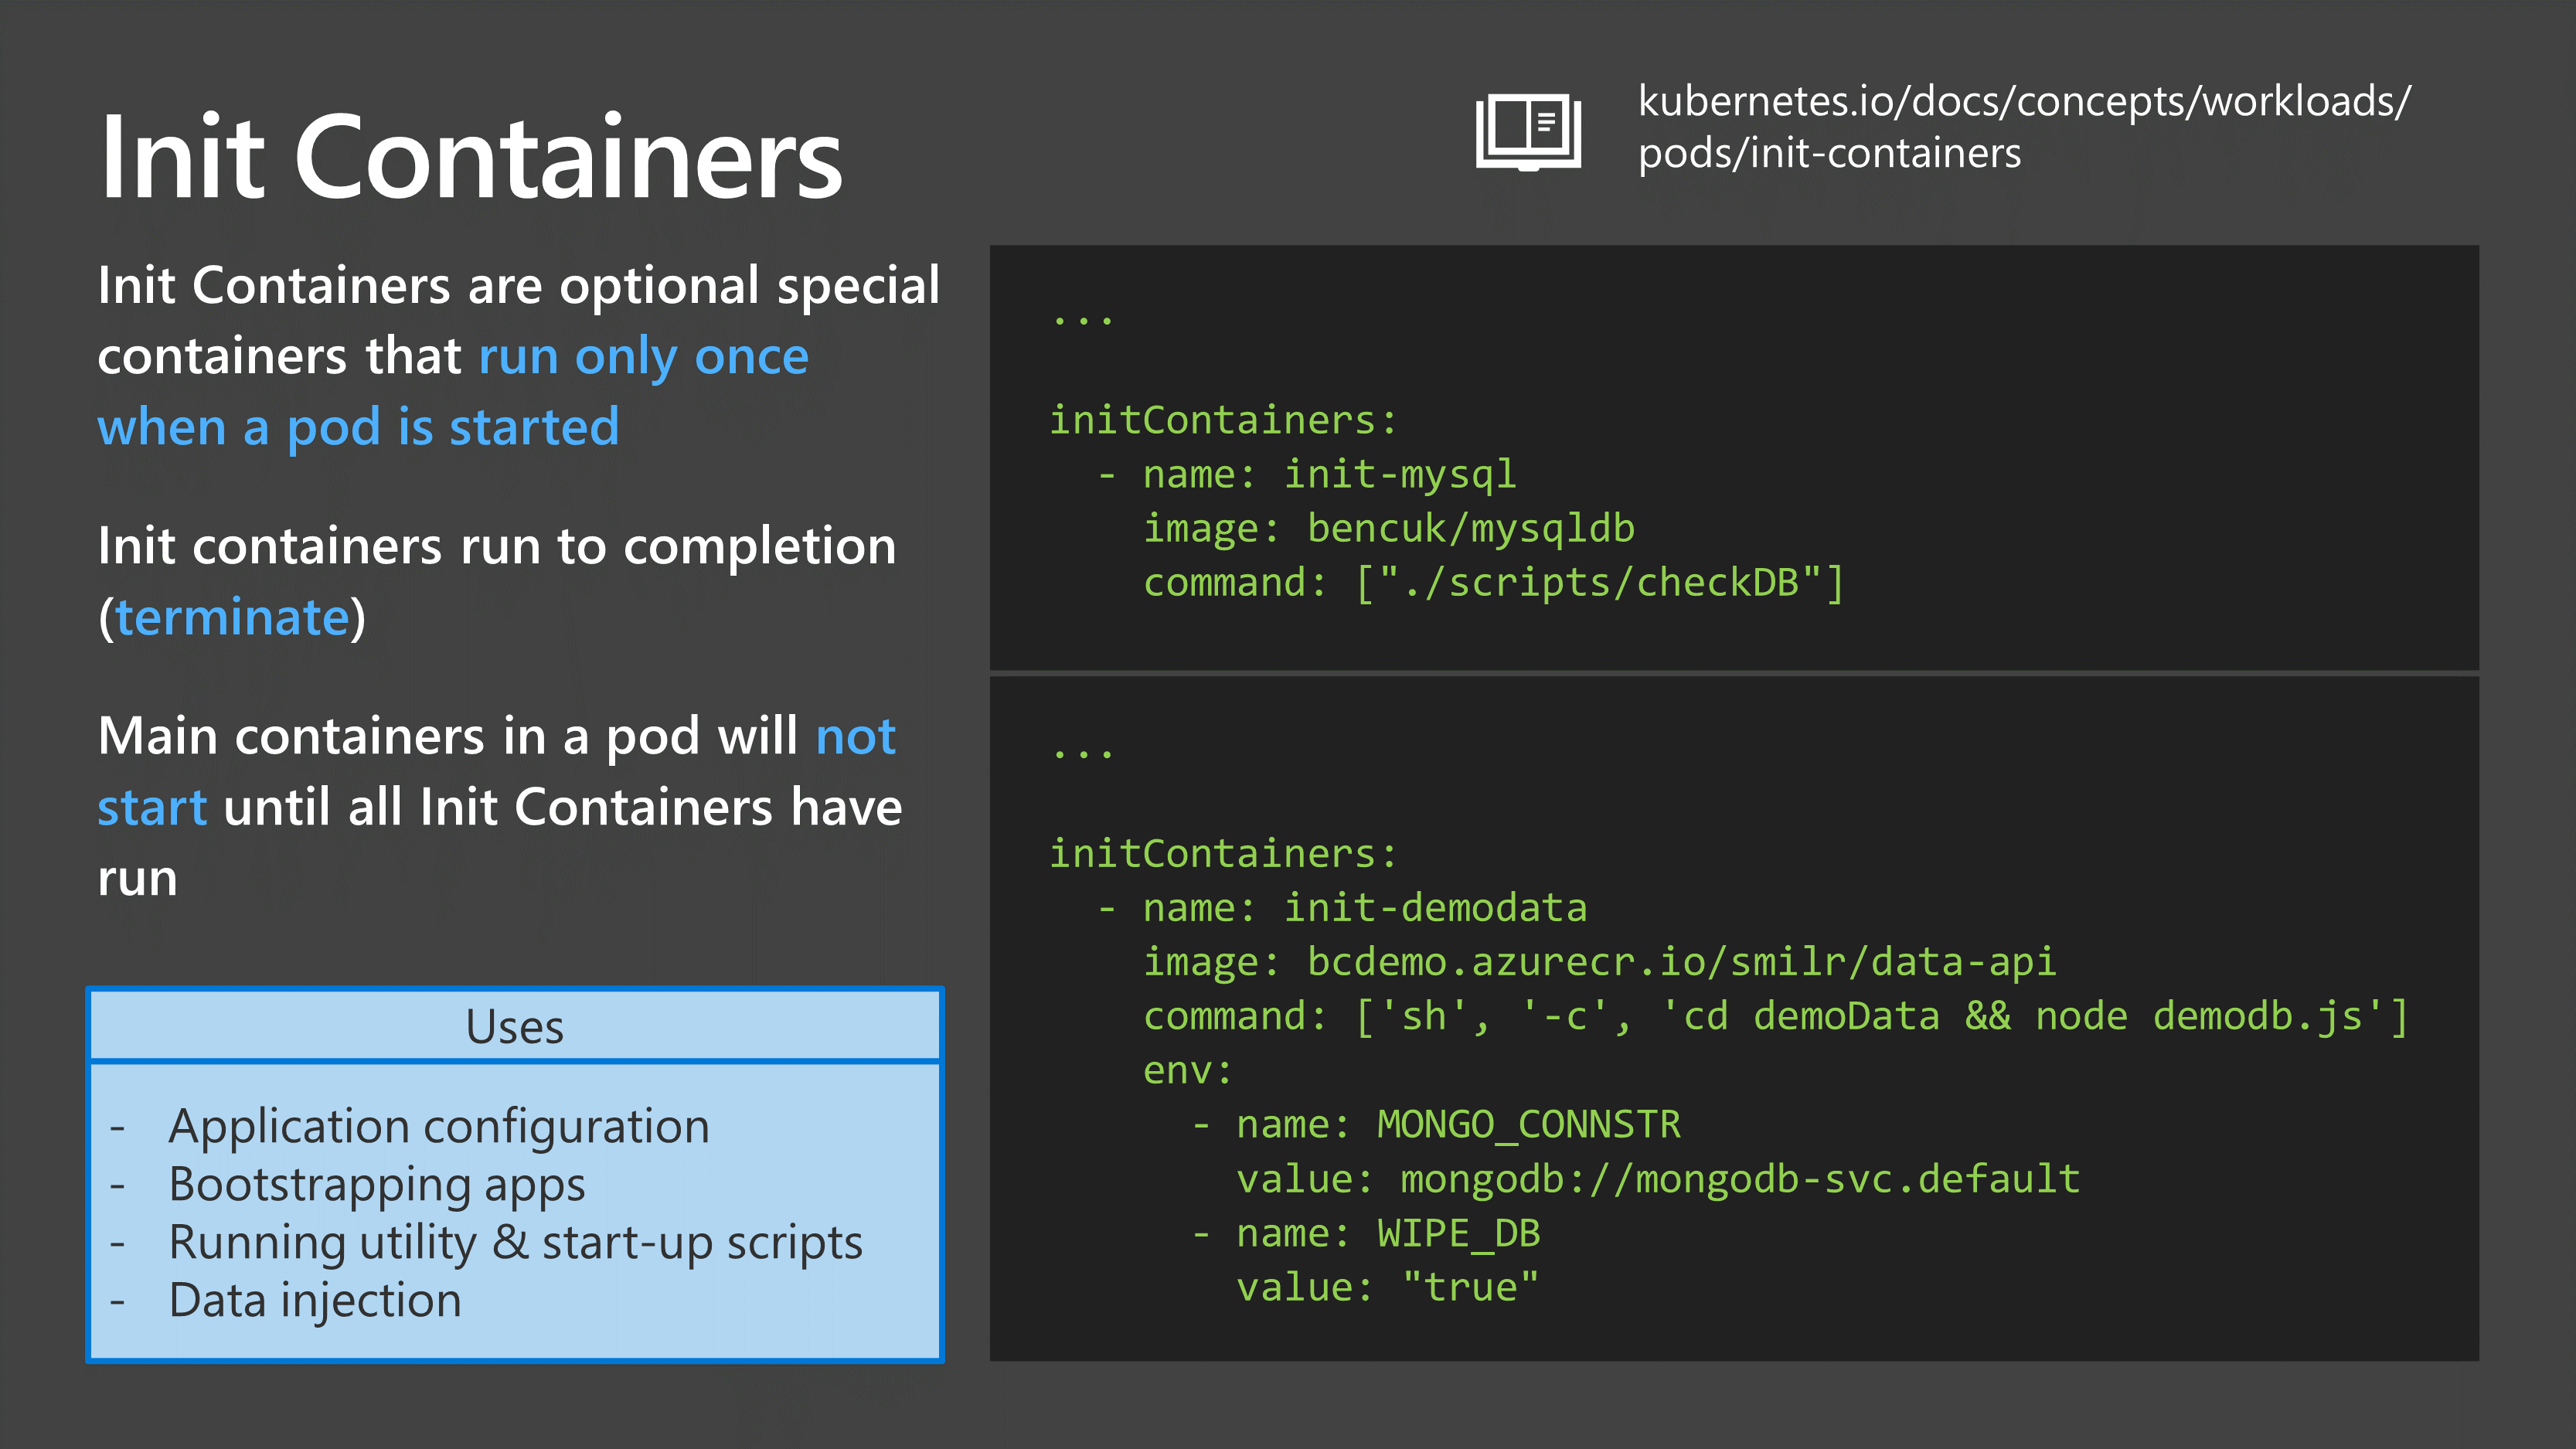 Init Containers
kubernetes.io/docs/concepts/workloads/
pods/init-containers
Init Containers are optional special
containers that run only once
when a pod is started
Init containers run to completion
(terminate)
Main containers in a pod will not
start until all Init Containers have
run
Uses
- Application configuration
- Bootstrapping apps
- Running utility & start-up scripts
- Data injection
...
initContainers:
  - name: init-mysql
    image: bencuk/mysqldb
    command: ["./scripts/checkDB"]
...
initContainers:
  - name: init-demodata
    image: bcdemo.azurecr.io/smilr/data-api
    command: ['sh', '-c', 'cd demoData && node demodb.js']
    env:
      - name: MONGO_CONNSTR
        value: mongodb://mongodb-svc.default
      - name: WIPE_DB
        value: "true"